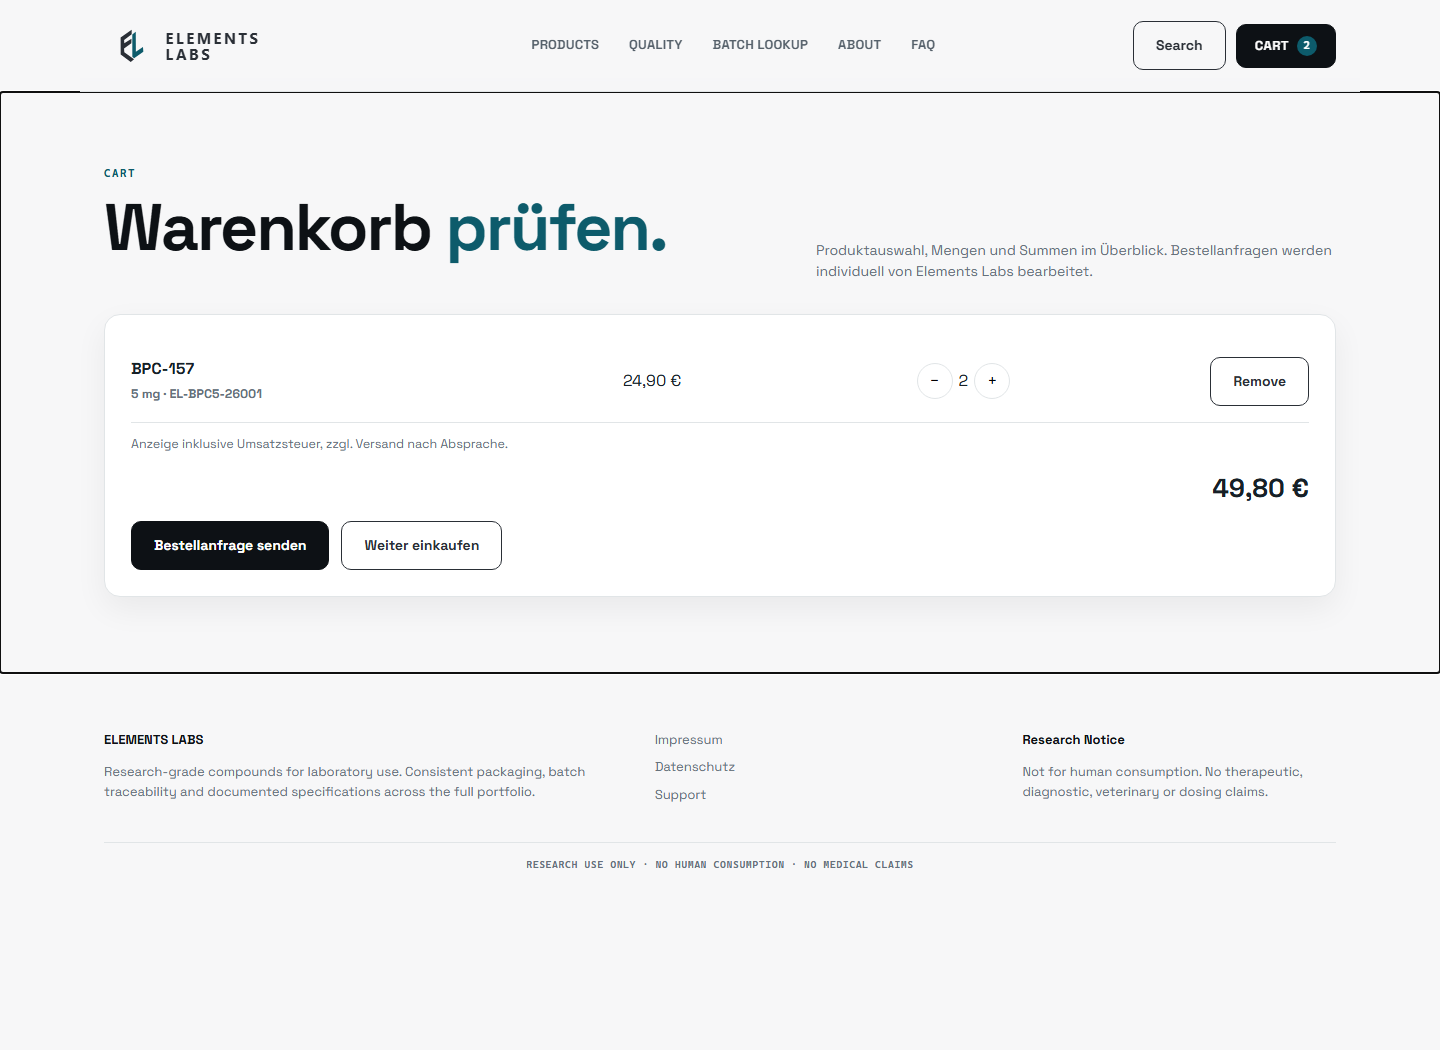 ELEMENTS
LABS
PRODUCTS QUALITY BATCH LOOKUP ABOUT FAQ
Search
CART 2
CART
Warenkorb prüfen.
Produktauswahl, Mengen und Summen im Überblick. Bestellanfragen werden
individuell von Elements Labs bearbeitet.
BPC-157
5 mg · EL-BPC5-26001
24,90 €
− 2 +
Remove
Anzeige inklusive Umsatzsteuer, zzgl. Versand nach Absprache.
49,80 €
Bestellanfrage senden
Weiter einkaufen
ELEMENTS LABS
Research-grade compounds for laboratory use. Consistent packaging, batch
traceability and documented specifications across the full portfolio.
Impressum
Datenschutz
Support
Research Notice
Not for human consumption. No therapeutic,
diagnostic, veterinary or dosing claims.
RESEARCH USE ONLY · NO HUMAN CONSUMPTION · NO MEDICAL CLAIMS